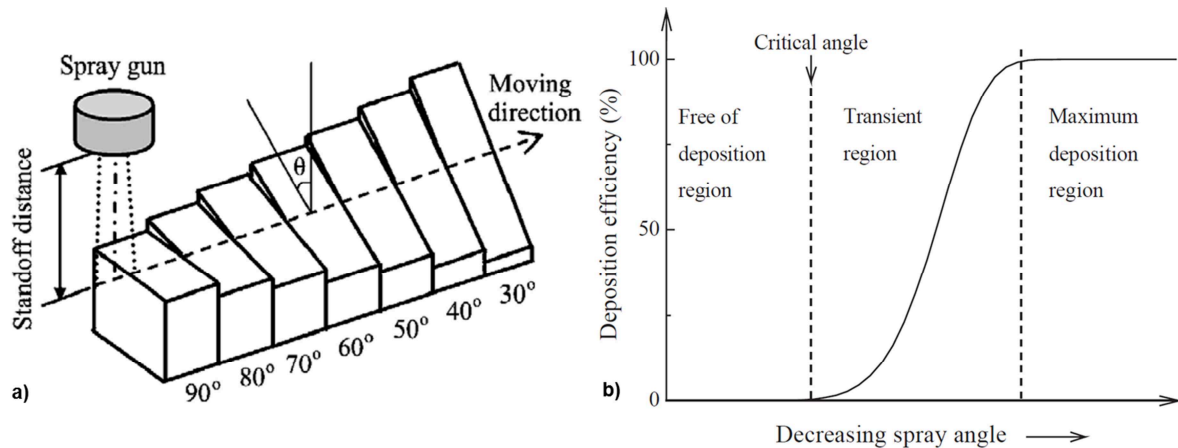 Spray gun
Standoff distance
θ
Moving
direction
90°
80°
70°
60°
50°
40°
30°
a)
Deposition efficiency (%)
100
50
0
Critical angle
Free of
deposition
region
Transient
region
Maximum
deposition
region
Decreasing spray angle
b)